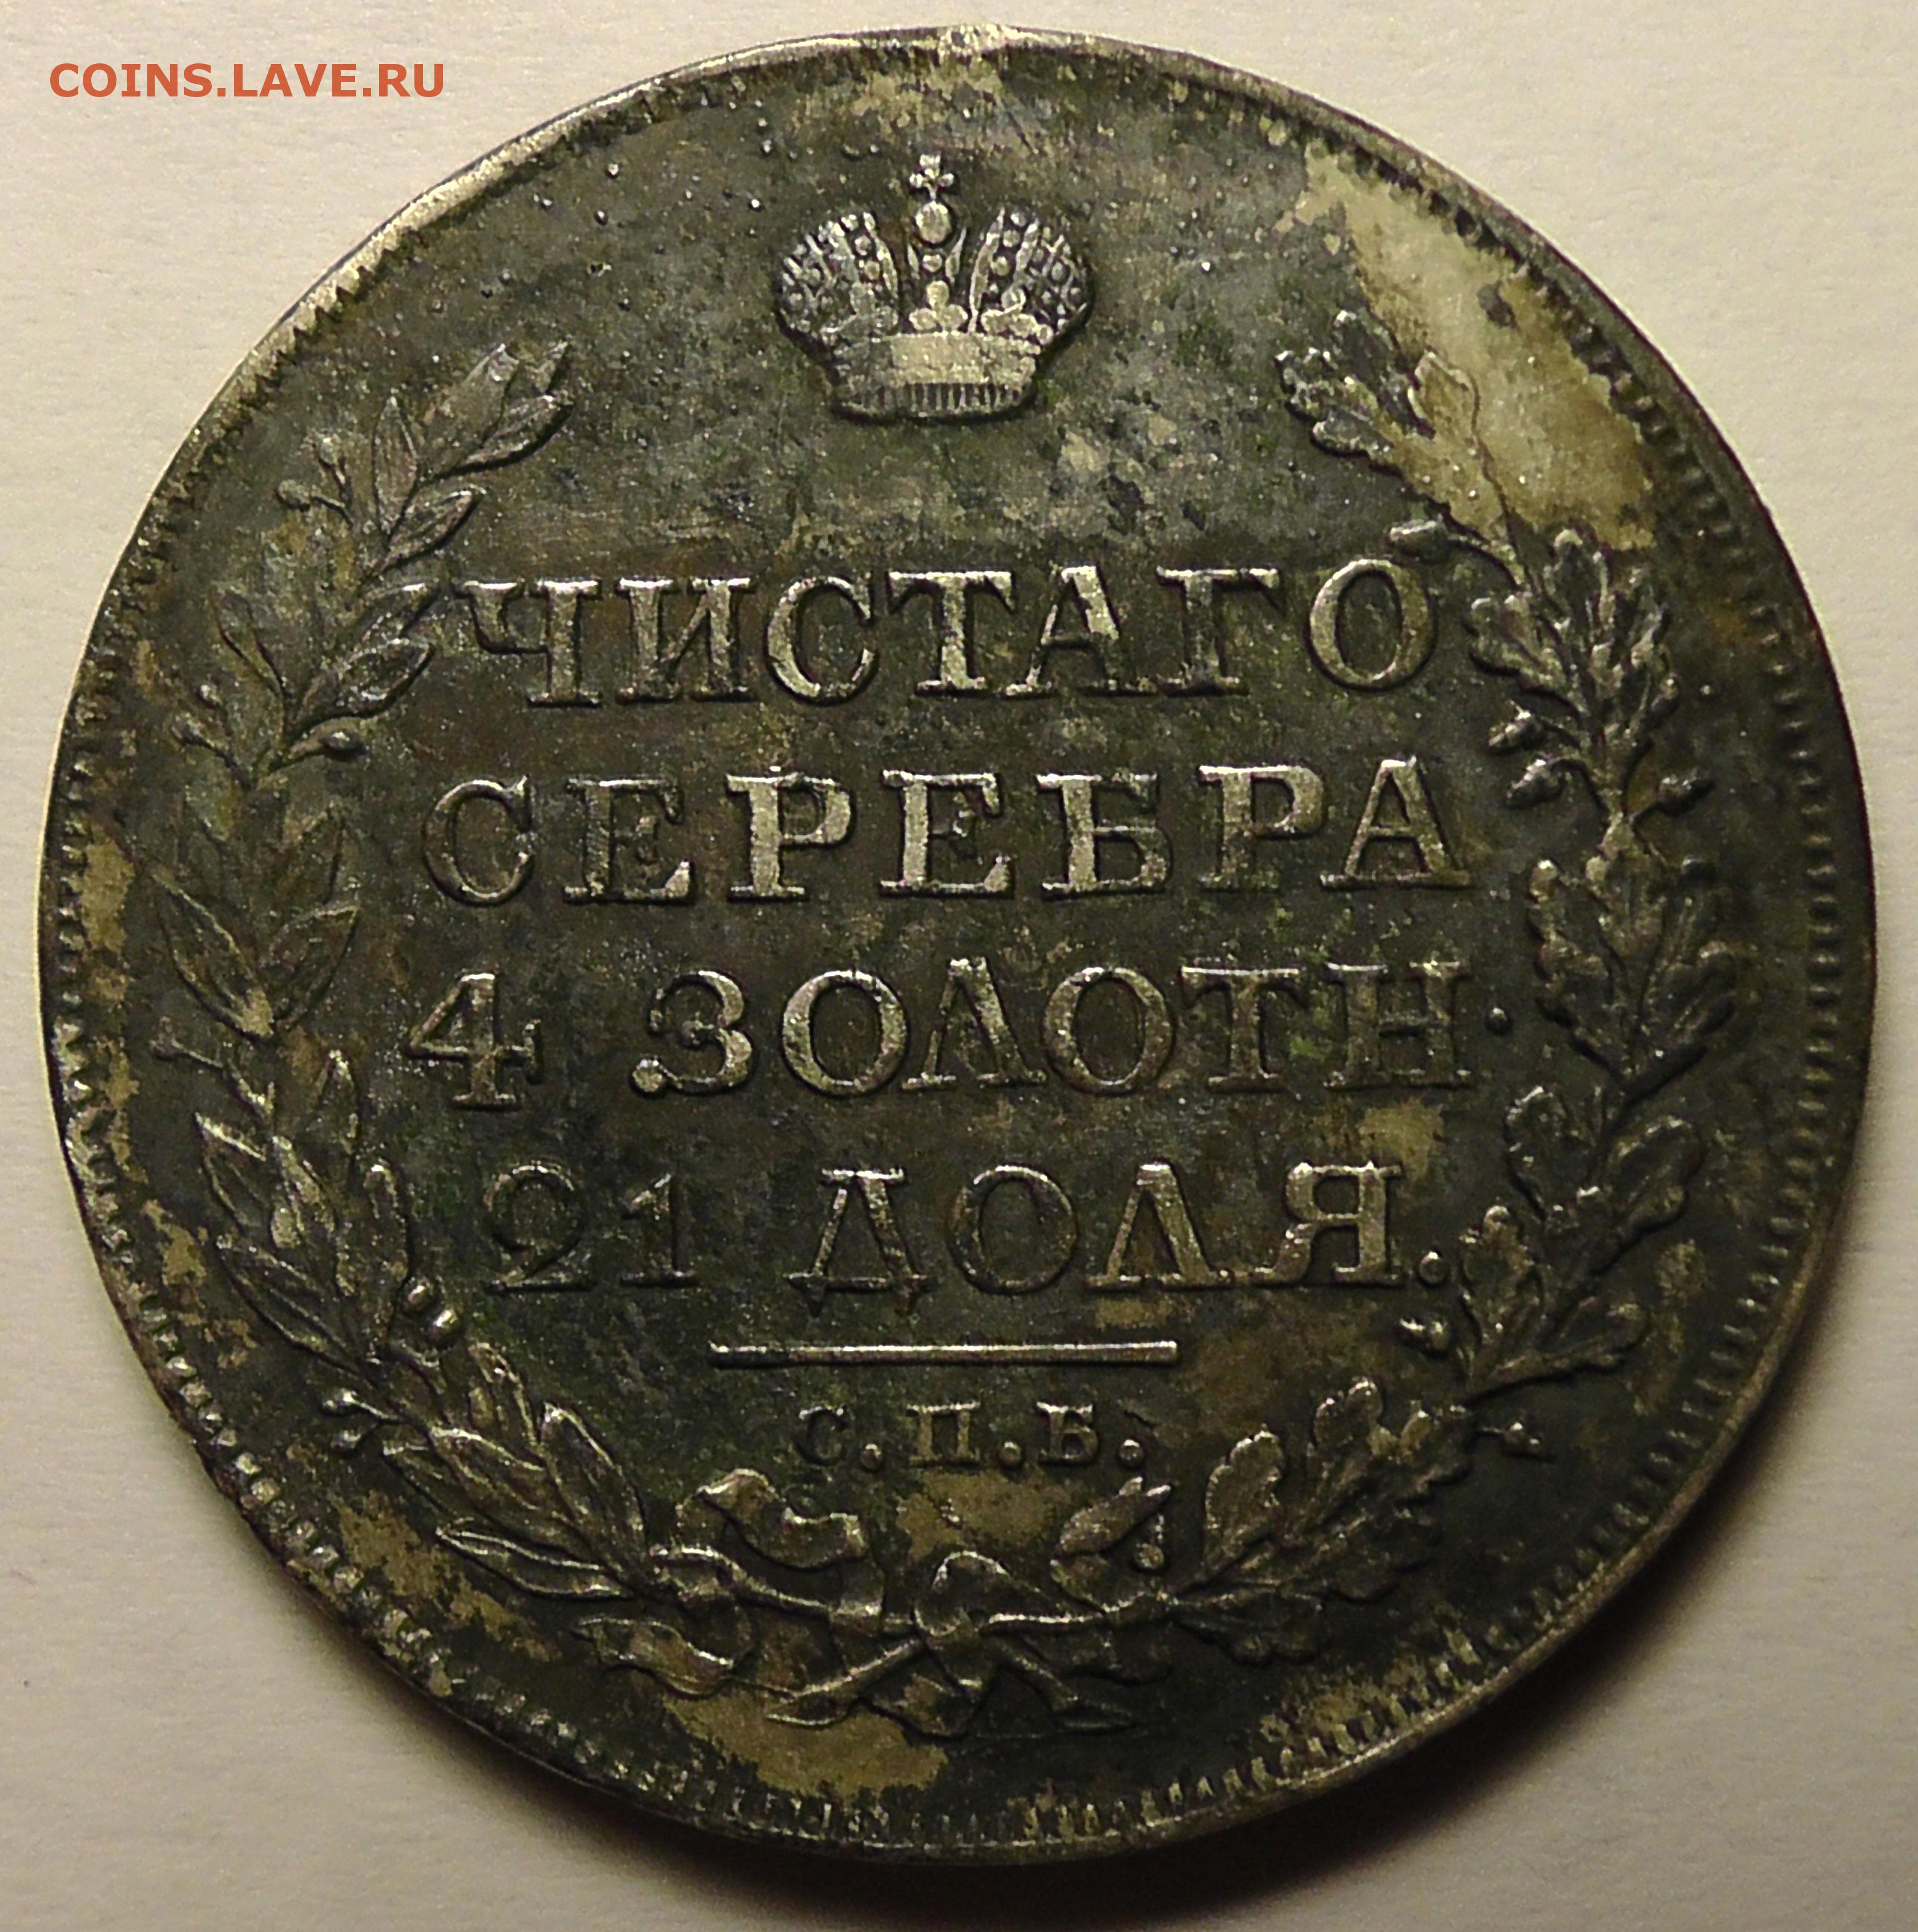 COINS.LAVE.RU
ЧИСТАГО
СЕРЕБРА
4 ЗОЛОТН.
21 ДОЛЯ.
С.П.Б.